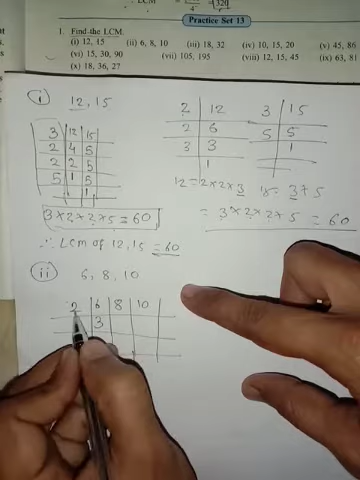 Practice Set 13
1. Find the LCM.
(i) 12, 15 (ii) 6, 8, 10 (iii) 18, 32 (iv) 10, 15, 20 (v) 45, 86
(vi) 15, 30, 90 (vii) 105, 195 (viii) 12, 15, 45 (ix) 63, 81
(x) 18, 36, 27
(i) 12, 15
3 12 15
2 4 5
2 2 5
5 1 5
1
3×2×2×5=60
∴ Lcm of 12,15 = 60
2 12
2 6
3 3
1
3 15
5 5
1
12=2×2×3 15=3×5
= 3×2×2×5 = 60
(ii) 6, 8, 10
2 6 8 10
3